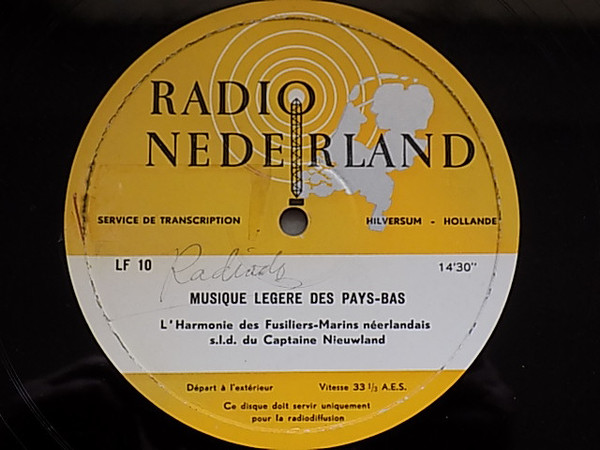 RADIO
NEDERLAND
SERVICE DE TRANSCRIPTION HILVERSUM - HOLLANDE
LF 10 14'30"
MUSIQUE LEGERE DES PAYS-BAS
L'Harmonie des Fusiliers-Marins néerlandais
s.l.d. du Captaine Nieuwland
Départ à l'extérieur Vitesse 33 1/3 A.E.S.
Ce disque doit servir uniquement
pour la radiodiffusion